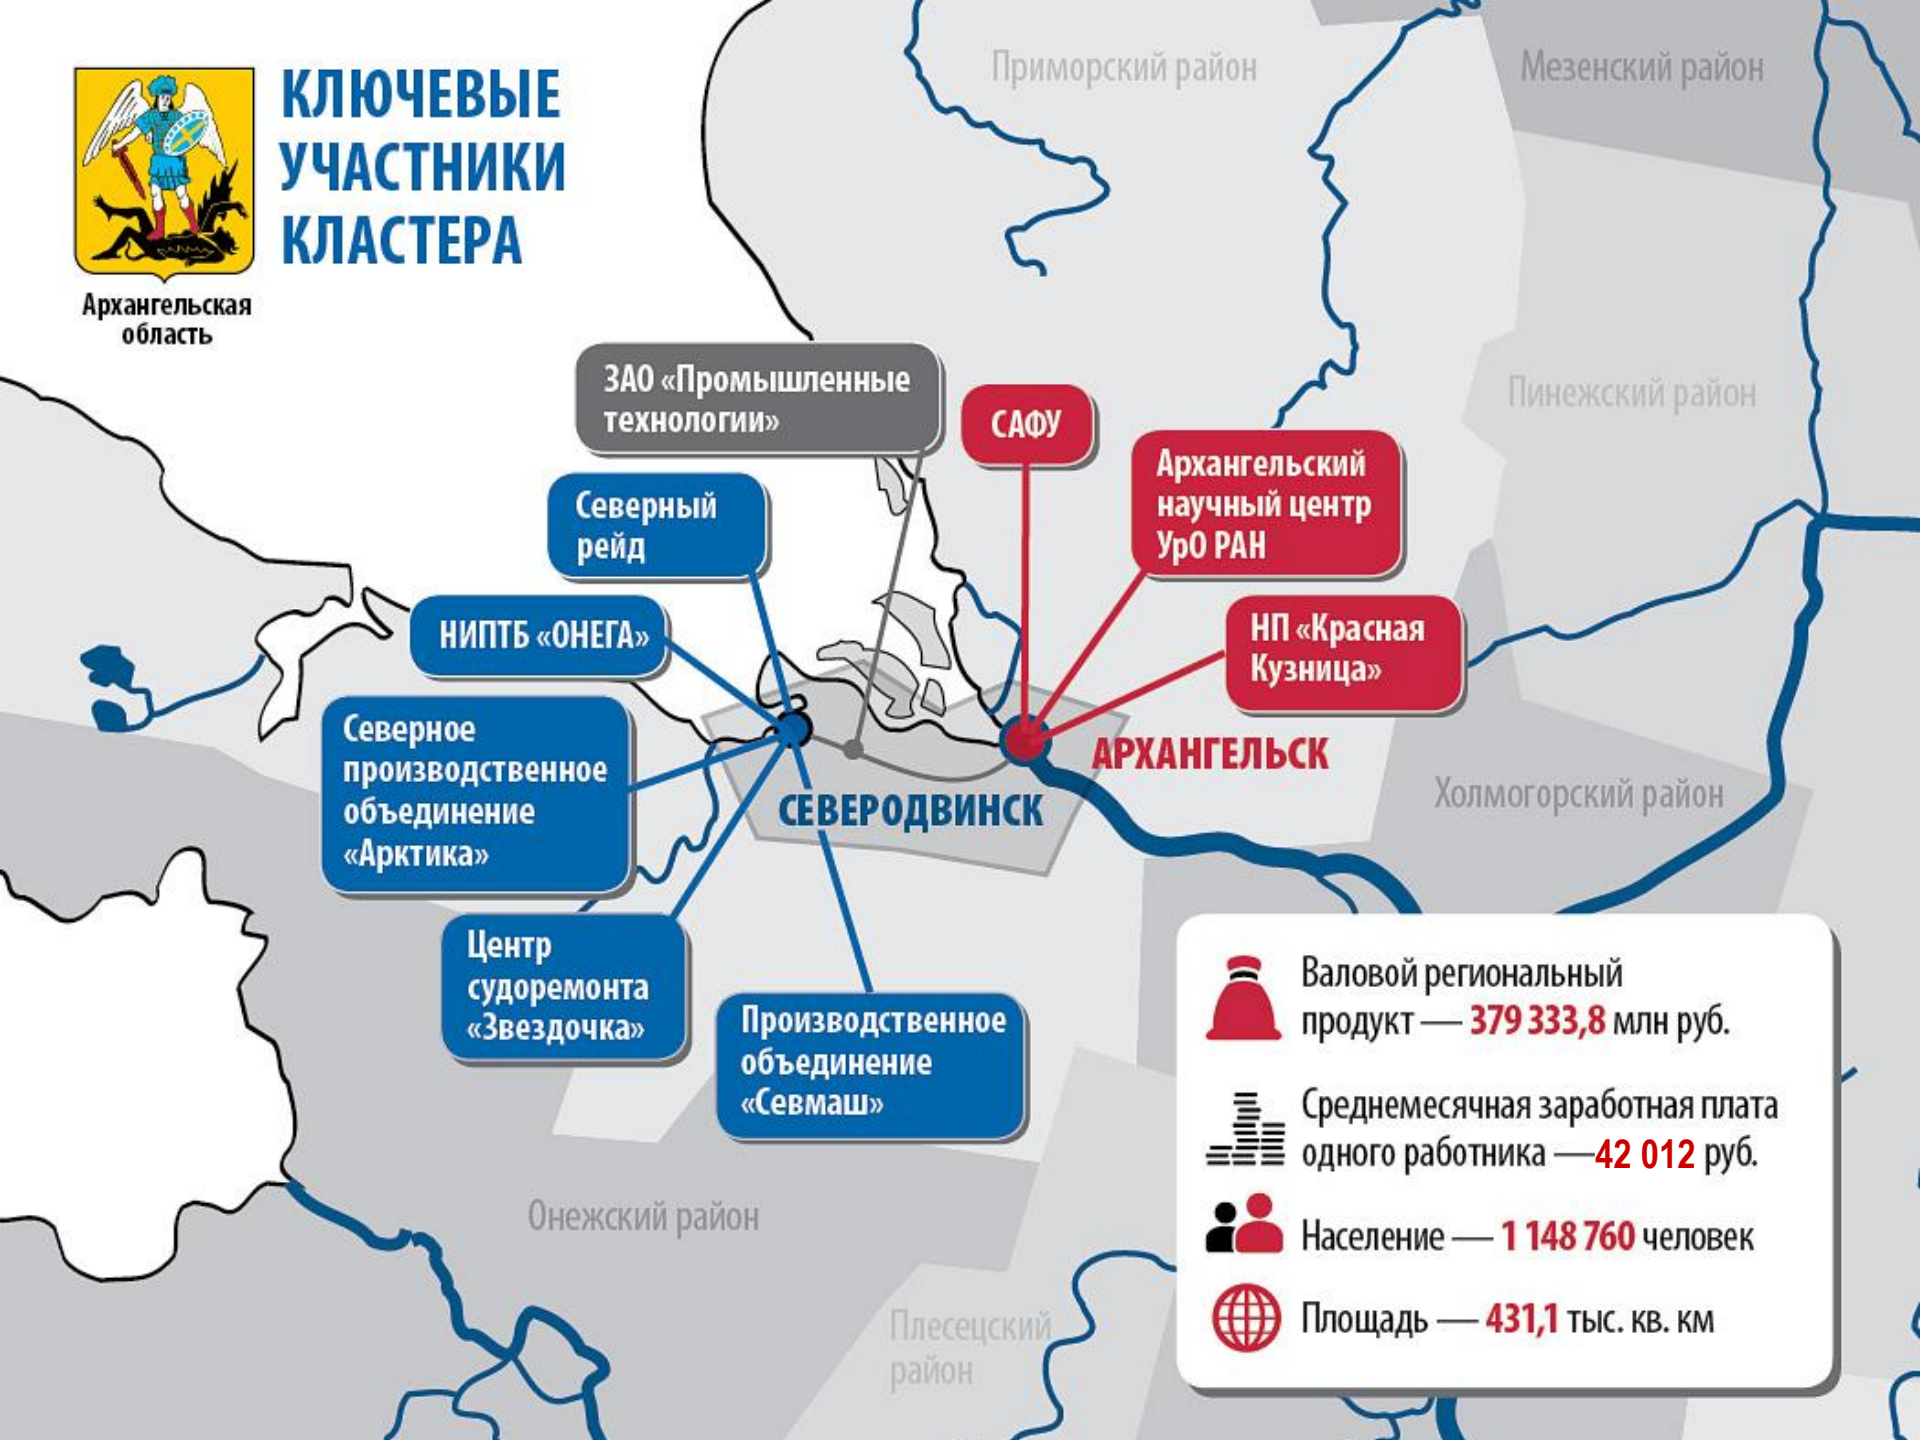 КЛЮЧЕВЫЕ
УЧАСТНИКИ
КЛАСТЕРА
Архангельская
область
Приморский район
Мезенский район
Пинежский район
ЗАО «Промышленные
технологии»
САФУ
Архангельский
научный центр
УрО РАН
Северный
рейд
НИПТБ «ОНЕГА»
НП «Красная
Кузница»
Северное
производственное
объединение
«Арктика»
АРХАНГЕЛЬСК
СЕВЕРОДВИНСК
Холмогорский район
Центр
судоремонта
«Звездочка»
Производственное
объединение
«Севмаш»
Онежский район
Плесецкий
район
Валовой региональный
продукт — 379 333,8 млн руб.
Среднемесячная заработная плата
одного работника —42 012 руб.
Население — 1 148 760 человек
Площадь — 431,1 тыс. кв. км